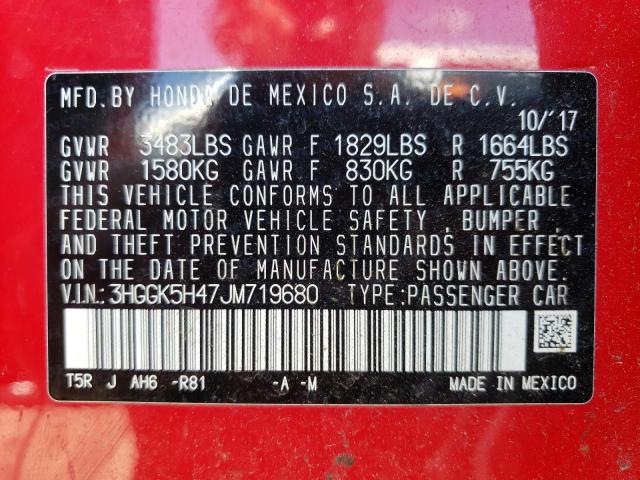 MFD. BY HONDA DE MEXICO S.A. DE C.V.
10/'17
GVWR 3483LBS GAWR F 1829LBS R 1664LBS
GVWR 1580KG GAWR F 830KG R 755KG
THIS VEHICLE CONFORMS TO ALL APPLICABLE
FEDERAL MOTOR VEHICLE SAFETY , BUMPER ,
AND THEFT PREVENTION STANDARDS IN EFFECT
ON THE DATE OF MANUFACTURE SHOWN ABOVE.
V.I.N.: 3HGGK5H47JM719680 TYPE: PASSENGER CAR
T5R J AH6 -R81 -A -M MADE IN MEXICO